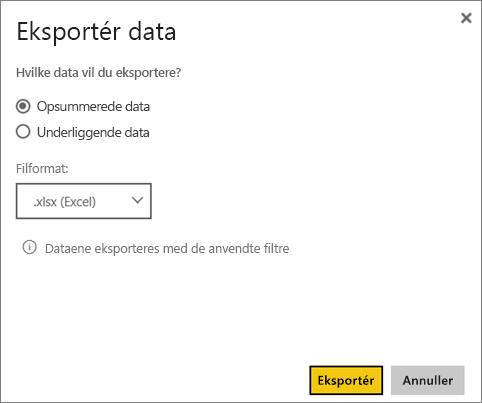 Eksportér data
Hvilke data vil du eksportere?
Opsummerede data
Underliggende data
Filformat:
.xlsx (Excel)
Dataene eksporteres med de anvendte filtre
Eksportér
Annuller